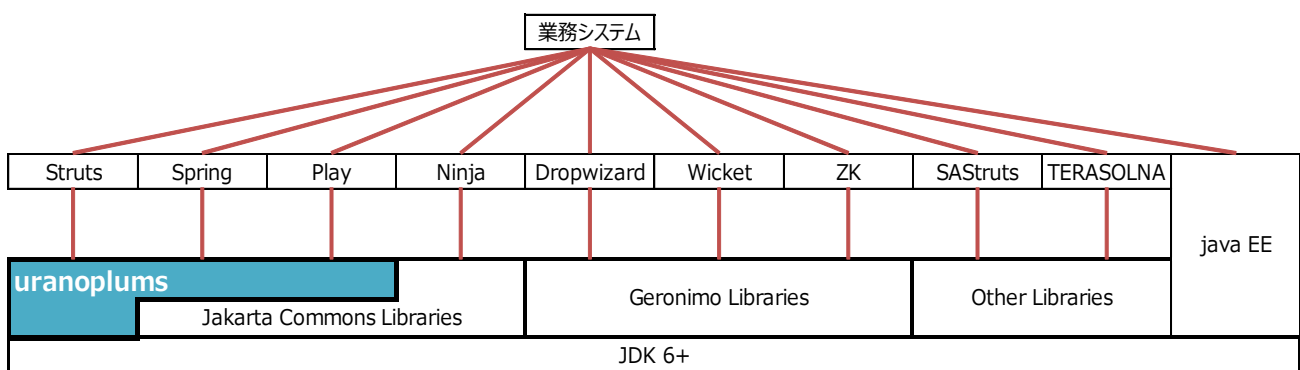 業務システム
Struts
Spring
Play
Ninja
Dropwizard
Wicket
ZK
SAStruts
TERASOLNA
java EE
uranoplums
Jakarta Commons Libraries
Geronimo Libraries
Other Libraries
JDK 6+